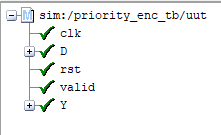 sim:/priority_enc_tb/uut
clk
D
rst
valid
Y